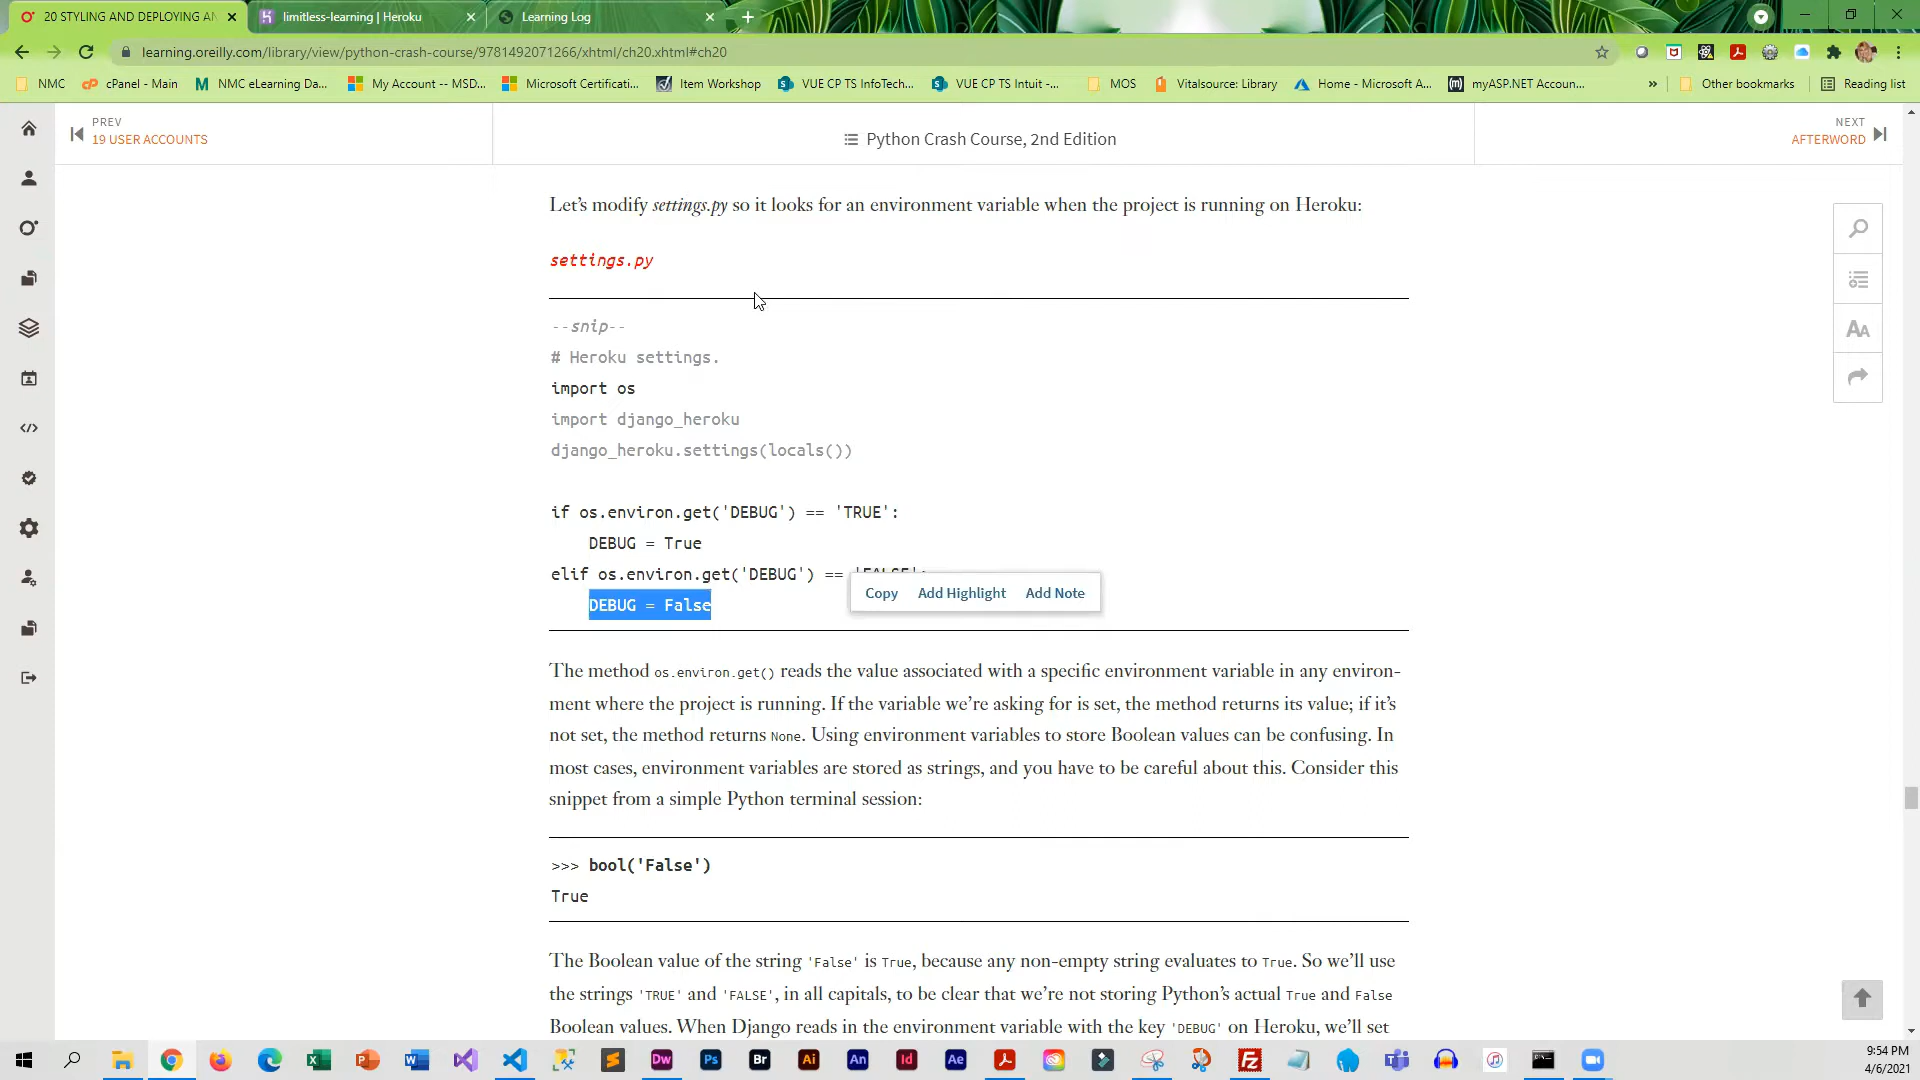 20 STYLING AND DEPLOYING AN
limitless-learning | Heroku
Learning Log
learning.oreilly.com/library/view/python-crash-course/9781492071266/xhtml/ch20.xhtml#ch20
NMC
cPanel - Main
NMC eLearning Da...
My Account -- MSD...
Microsoft Certificati...
Item Workshop
VUE CP TS InfoTech...
VUE CP TS Intuit -...
MOS
Vitalsource: Library
Home - Microsoft A...
myASP.NET Accoun...
»
Other bookmarks
Reading list
PREV
19 USER ACCOUNTS
Python Crash Course, 2nd Edition
NEXT
AFTERWORD
Let’s modify settings.py so it looks for an environment variable when the project is running on Heroku:
settings.py
--snip--
# Heroku settings.
import os
import django_heroku
django_heroku.settings(locals())
if os.environ.get('DEBUG') == 'TRUE':
DEBUG = True
elif os.environ.get('DEBUG') == 'FALSE':
DEBUG = False
Copy Add Highlight Add Note
The method os.environ.get() reads the value associated with a specific environment variable in any environ-
ment where the project is running. If the variable we’re asking for is set, the method returns its value; if it’s
not set, the method returns None. Using environment variables to store Boolean values can be confusing. In
most cases, environment variables are stored as strings, and you have to be careful about this. Consider this
snippet from a simple Python terminal session:
>>> bool('False')
True
The Boolean value of the string 'False' is True, because any non-empty string evaluates to True. So we’ll use
the strings 'TRUE' and 'FALSE', in all capitals, to be clear that we’re not storing Python’s actual True and False
Boolean values. When Django reads in the environment variable with the key 'DEBUG' on Heroku, we’ll set
9:54 PM
4/6/2021